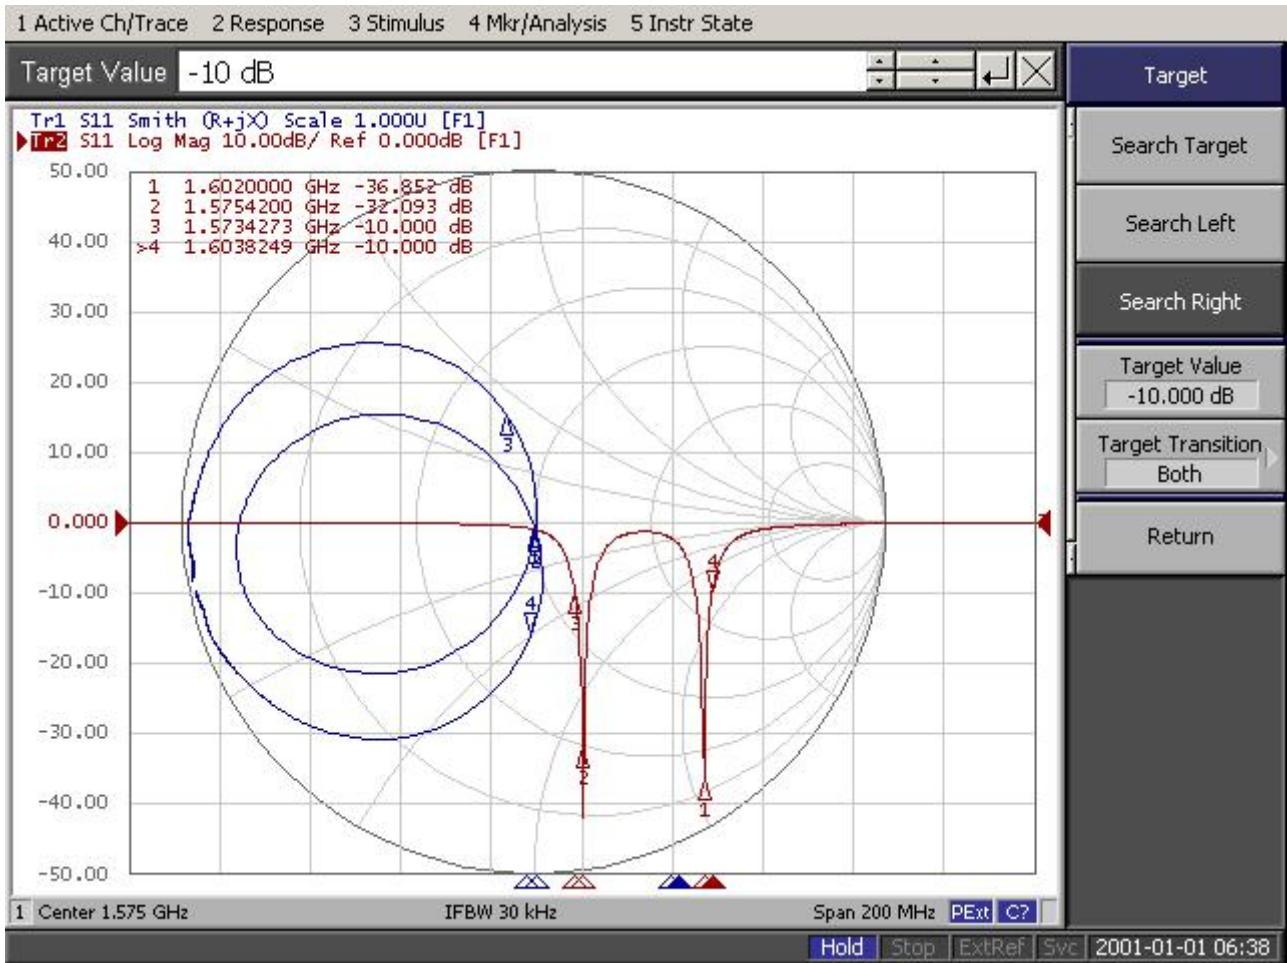 1 Active Ch/Trace 2 Response 3 Stimulus 4 Mkr/Analysis 5 Instr State
Target Value -10 dB
Target
Tr1 S11 Smith (R+jX) Scale 1.000U [F1]
Tr2 S11 Log Mag 10.00dB/ Ref 0.000dB [F1]
Search Target
Search Left
Search Right
Target Value
-10.000 dB
Target Transition
Both
Return
50.00
40.00
30.00
20.00
10.00
0.000
-10.00
-20.00
-30.00
-40.00
-50.00
1 1.6020000 GHz -36.852 dB
2 1.5754200 GHz -32.093 dB
3 1.5734273 GHz -10.000 dB
>4 1.6038249 GHz -10.000 dB
3
4
4
3
2
1
1 Center 1.575 GHz IFBW 30 kHz Span 200 MHz PExt C?
Hold Stop ExtRef Svc 2001-01-01 06:38